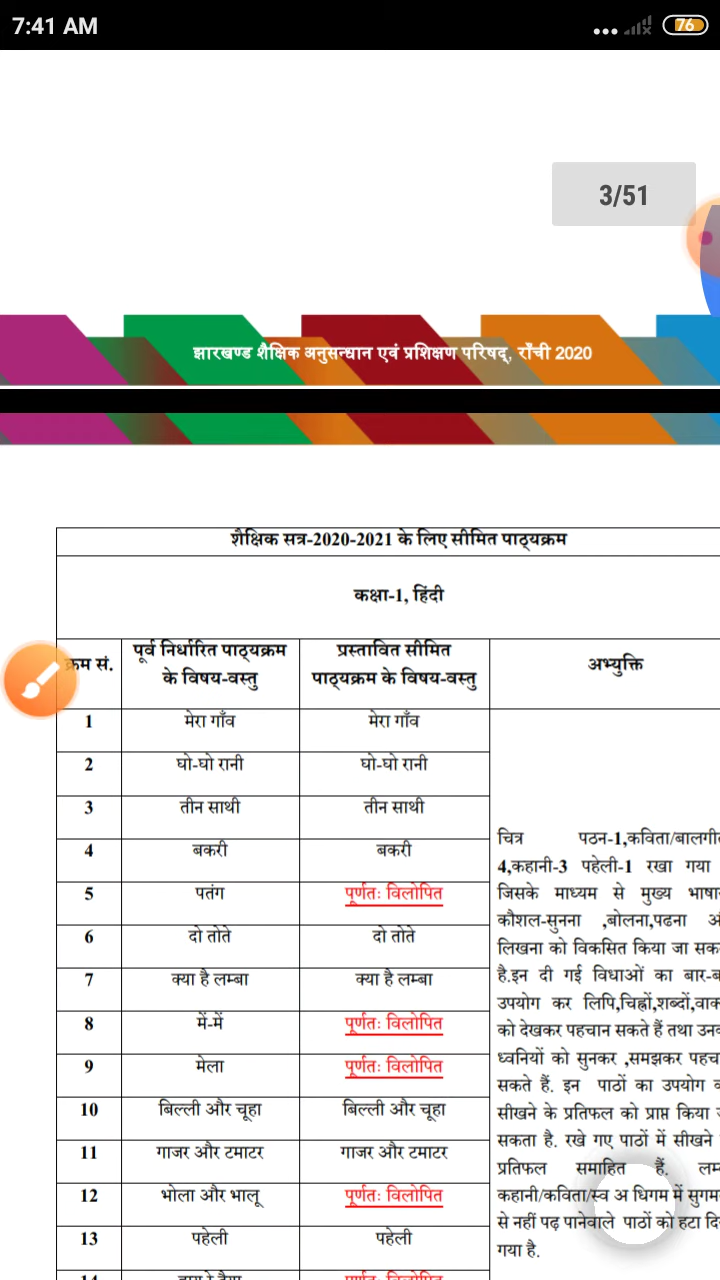 7:41 AM
76
3/51
झारखण्ड शैक्षिक अनुसन्धान एवं प्रशिक्षण परिषद्, राँची 2020
शैक्षिक सत्र-2020-2021 के लिए सीमित पाठ्यक्रम
कक्षा-1, हिंदी
क्रम सं. पूर्व निर्धारित पाठ्यक्रम के विषय-वस्तु प्रस्तावित सीमित पाठ्यक्रम के विषय-वस्तु अभ्युक्ति
1 मेरा गाँव मेरा गाँव
2 घो-घो रानी घो-घो रानी
3 तीन साथी तीन साथी
4 बकरी बकरी
5 पतंग पूर्णतः विलोपित
6 दो तोते दो तोते
7 क्या है लम्बा क्या है लम्बा
8 में-में पूर्णतः विलोपित
9 मेला पूर्णतः विलोपित
10 बिल्ली और चूहा बिल्ली और चूहा
11 गाजर और टमाटर गाजर और टमाटर
12 भोला और भालू पूर्णतः विलोपित
13 पहेली पहेली
चित्र पठन-1,कविता/बालगीत
4,कहानी-3 पहेली-1 रखा गया
जिसके माध्यम से मुख्य भाषा
कौशल-सुनना ,बोलना,पढना
लिखना को विकसित किया जा
है.इन दी गई विधाओं का
उपयोग कर लिपि,चिह्नों,शब्दों,
को देखकर पहचान सकते हैं तथा
ध्वनियों को सुनकर ,समझकर
सकते हैं. इन पाठों का उपयोग
सीखने के प्रतिफल को प्राप्त किया
सकता है. रखे गए पाठों में सीखने
प्रतिफल समाहित हैं.
कहानी/कविता/स्व अ धिगम में
से नहीं पढ़ पानेवाले पाठों को हटा
गया है.